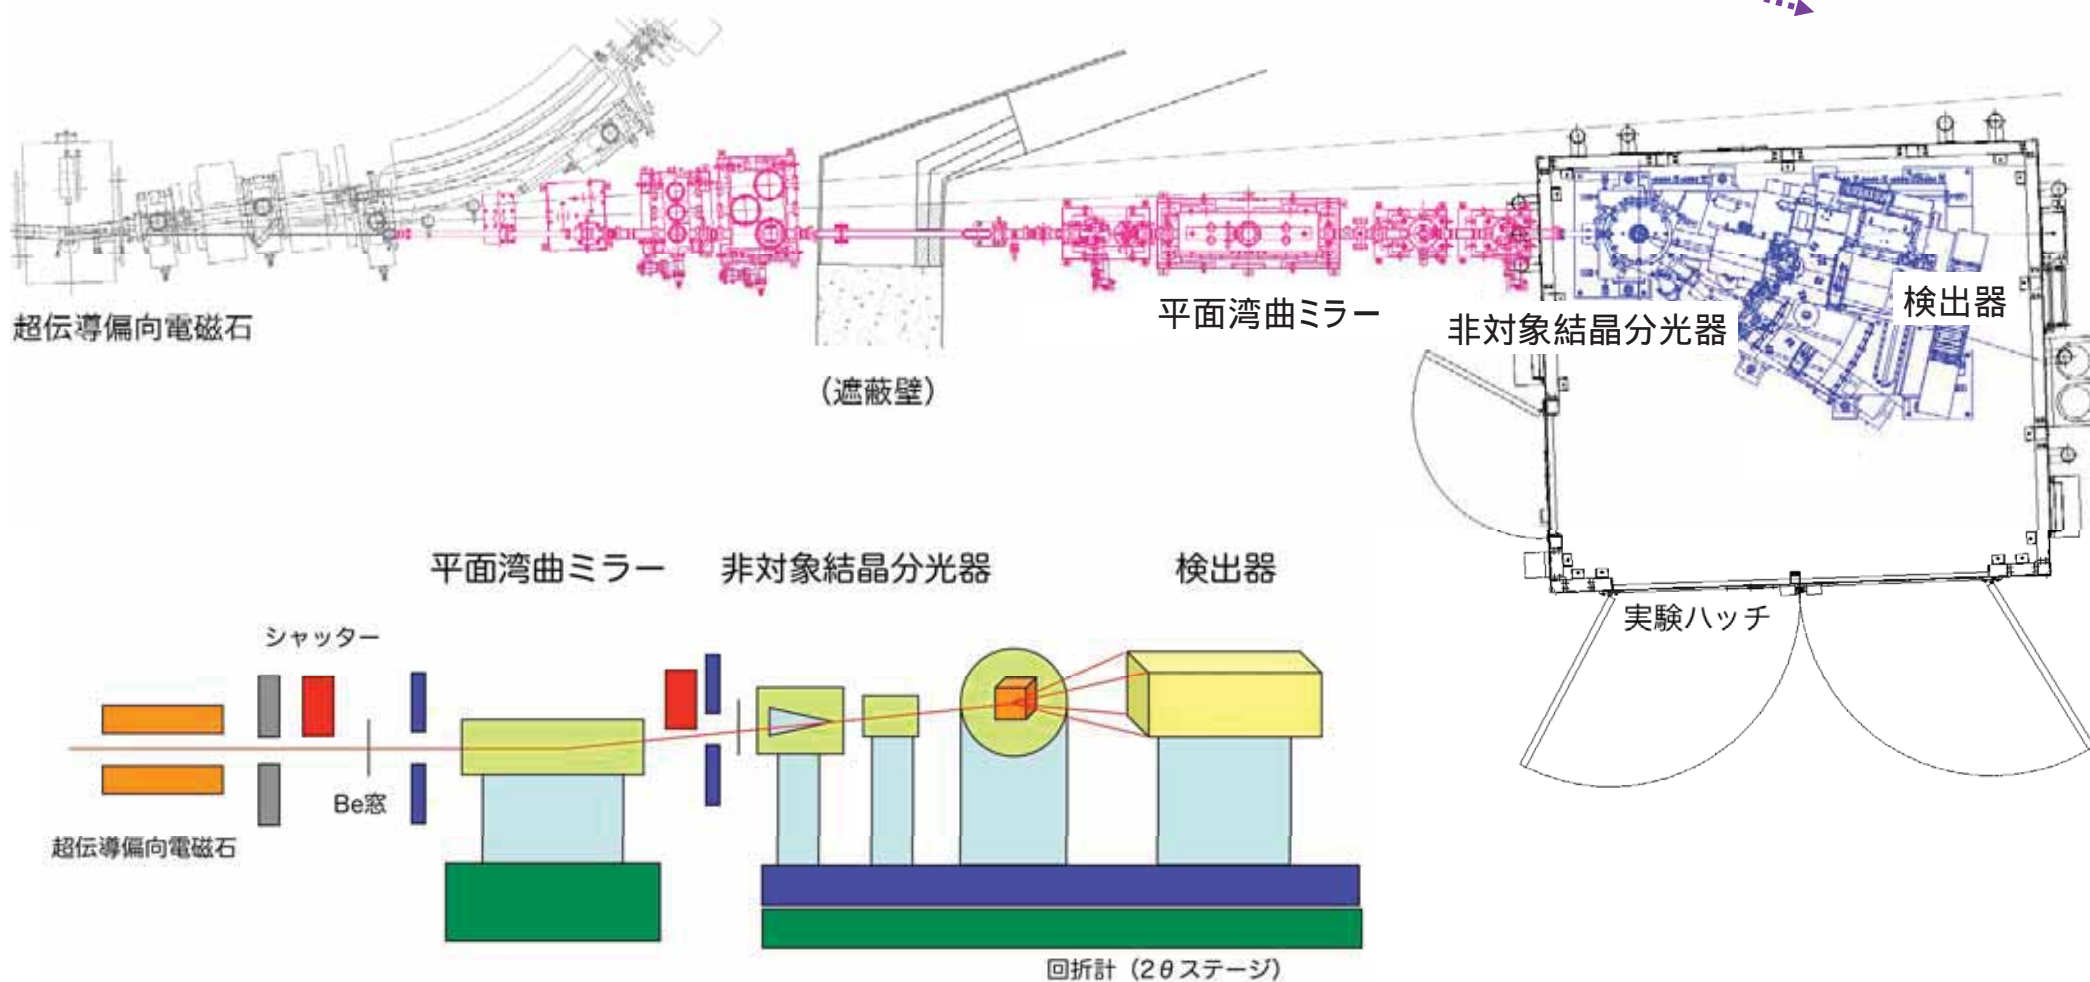 超伝導偏向電磁石
(遮蔽壁)
平面湾曲ミラー
非対象結晶分光器
検出器
実験ハッチ
平面湾曲ミラー
非対象結晶分光器
検出器
シャッター
Be窓
超伝導偏向電磁石
回折計(2θステージ)